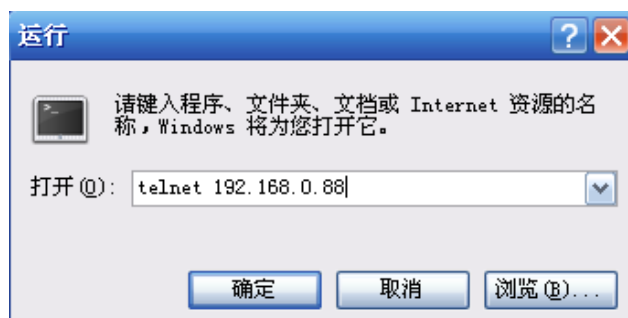 运行
请键入程序、文件夹、文档或 Internet 资源的名
称，Windows 将为您打开它。
打开(O): telnet 192.168.0.88
确定 取消 浏览(B)...